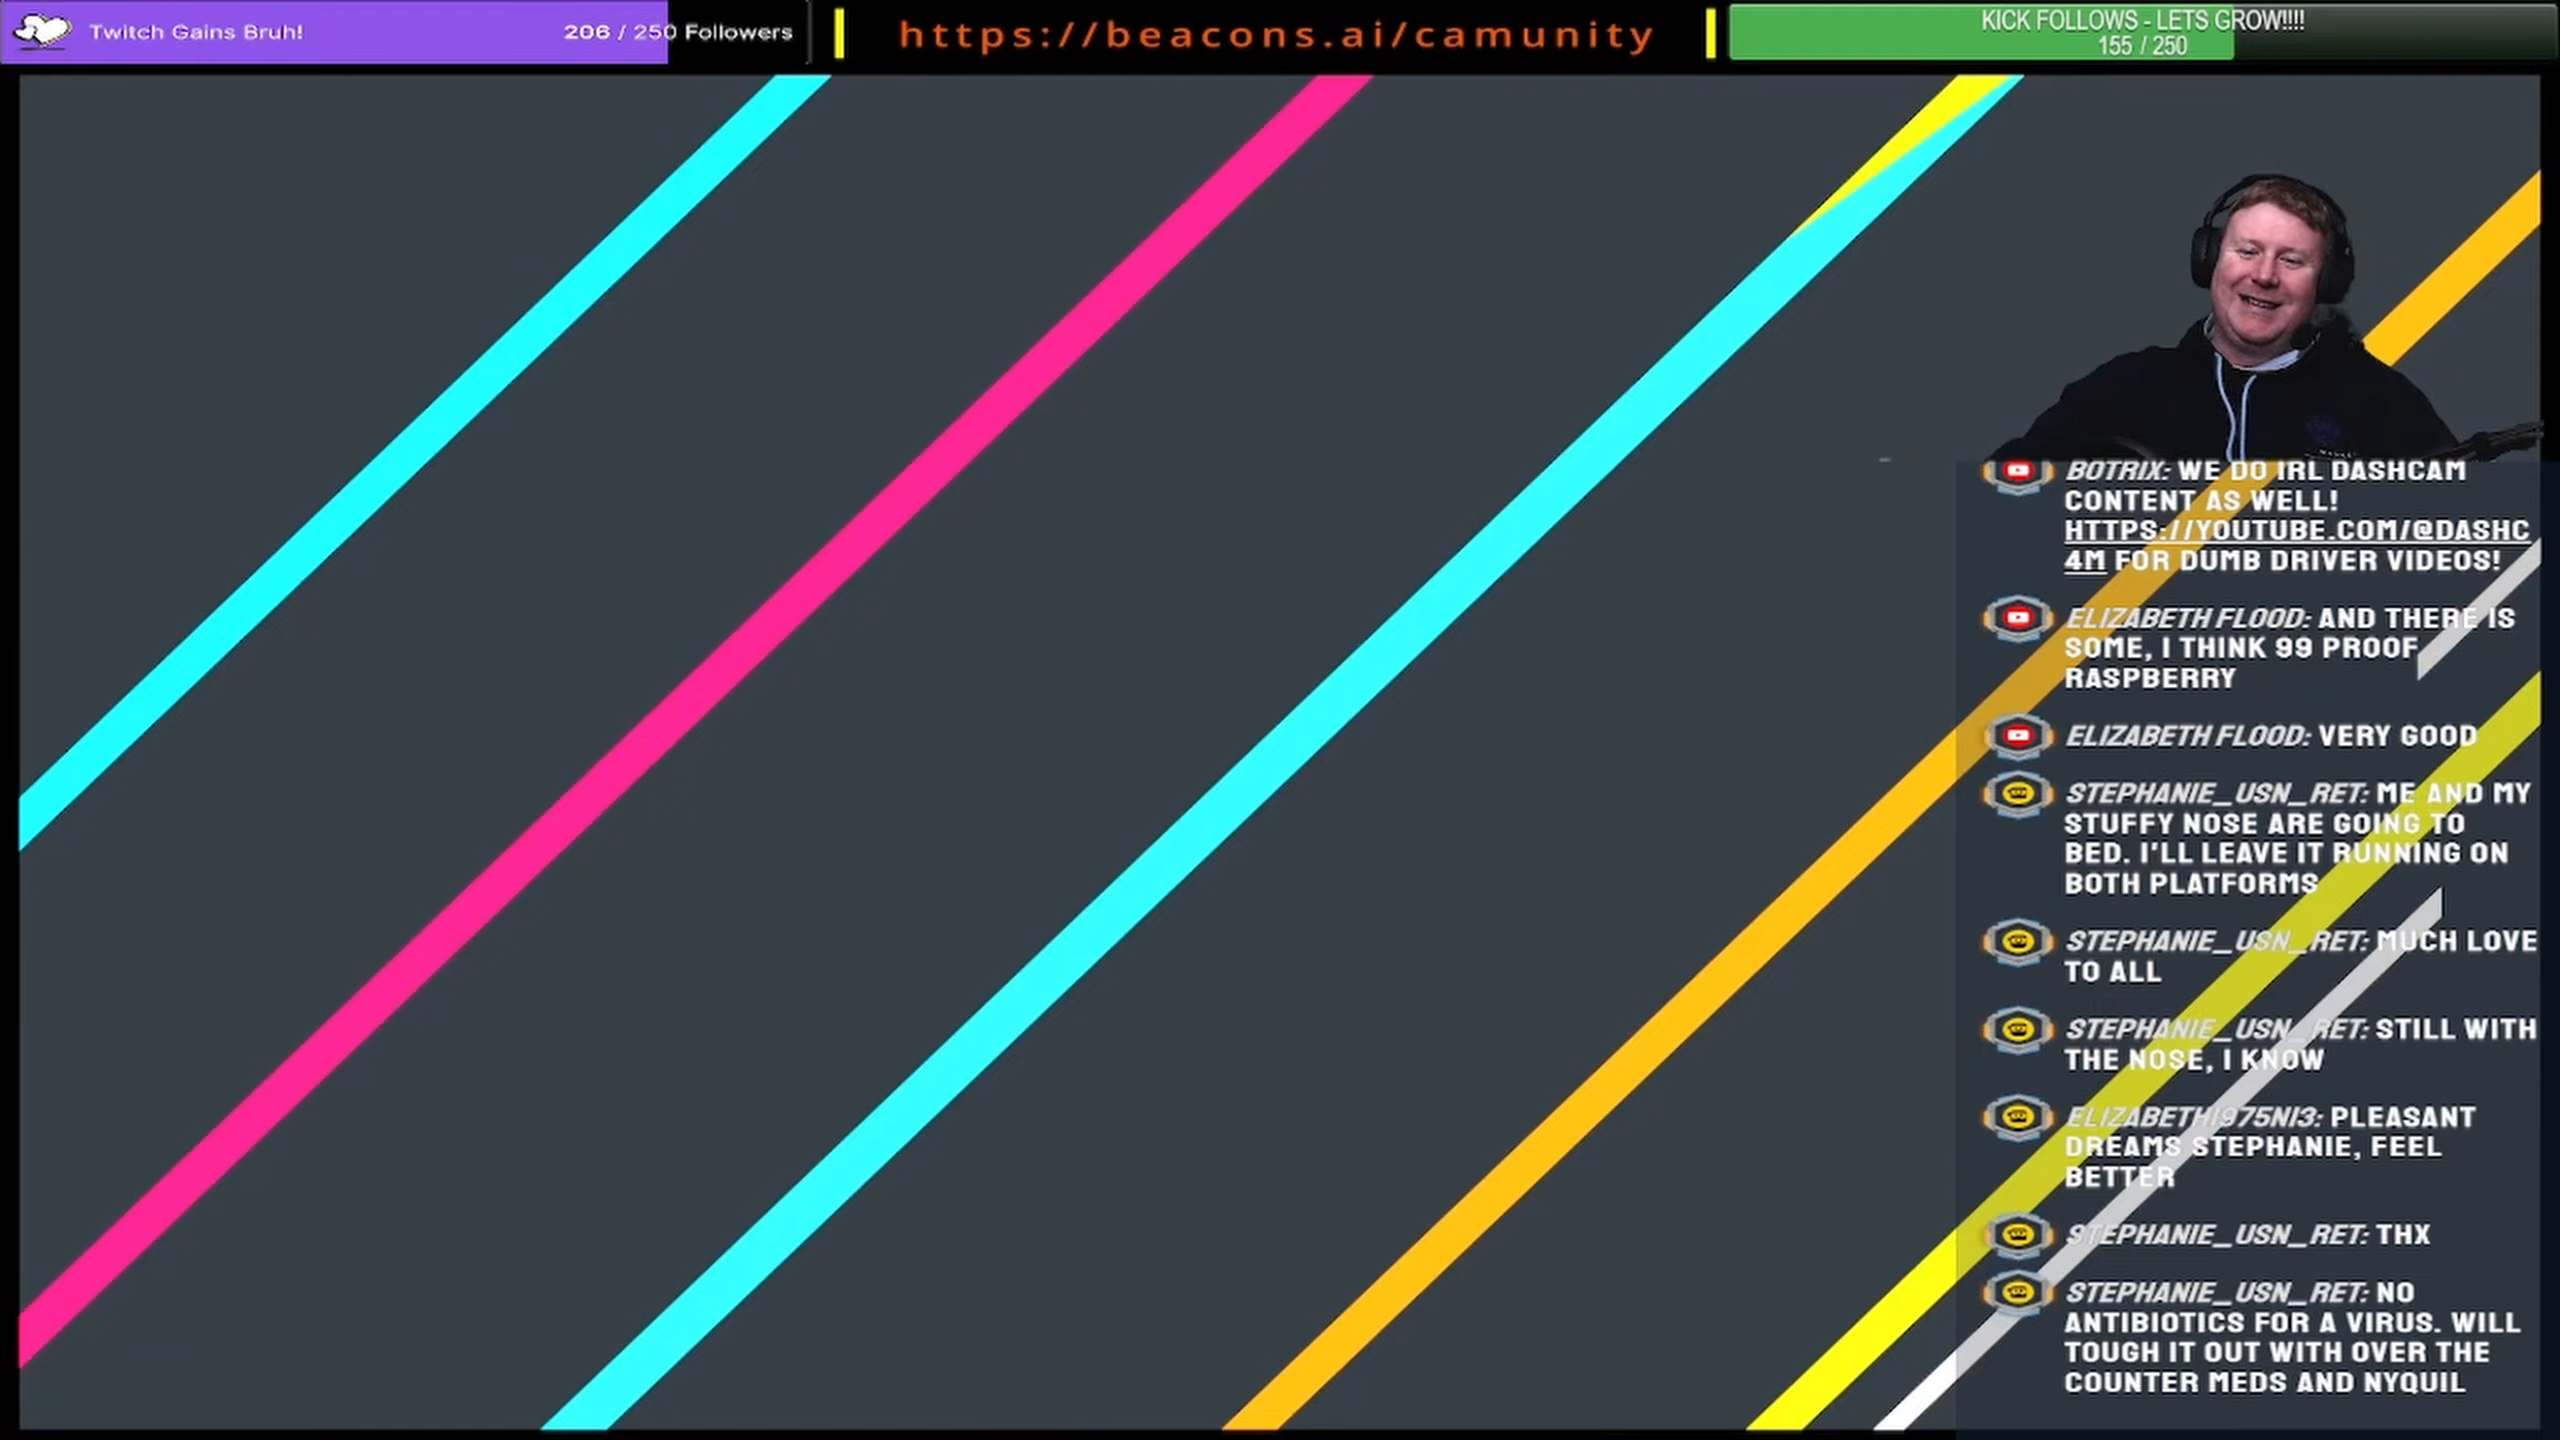 Twitch Gains Bruh!
206 / 250 Followers
https://beacons.ai/camunity
KICK FOLLOWS - LETS GROW!!!!
155 / 250
BOTRIX: WE DO IRL DASHCAM
CONTENT AS WELL!
HTTPS://YOUTUBE.COM/@DASHC
4M FOR DUMB DRIVER VIDEOS!
ELIZABETH FLOOD: AND THERE IS
SOME, I THINK 99 PROOF
RASPBERRY
ELIZABETH FLOOD: VERY GOOD
STEPHANIE_USN_RET: ME AND MY
STUFFY NOSE ARE GOING TO
BED. I'LL LEAVE IT RUNNING ON
BOTH PLATFORMS
STEPHANIE_USN_RET: MUCH LOVE
TO ALL
STEPHANIE_USN_RET: STILL WITH
THE NOSE, I KNOW
ELIZABETH1975N13: PLEASANT
DREAMS STEPHANIE, FEEL
BETTER
STEPHANIE_USN_RET: THX
STEPHANIE_USN_RET: NO
ANTIBIOTICS FOR A VIRUS. WILL
TOUGH IT OUT WITH OVER THE
COUNTER MEDS AND NYQUIL